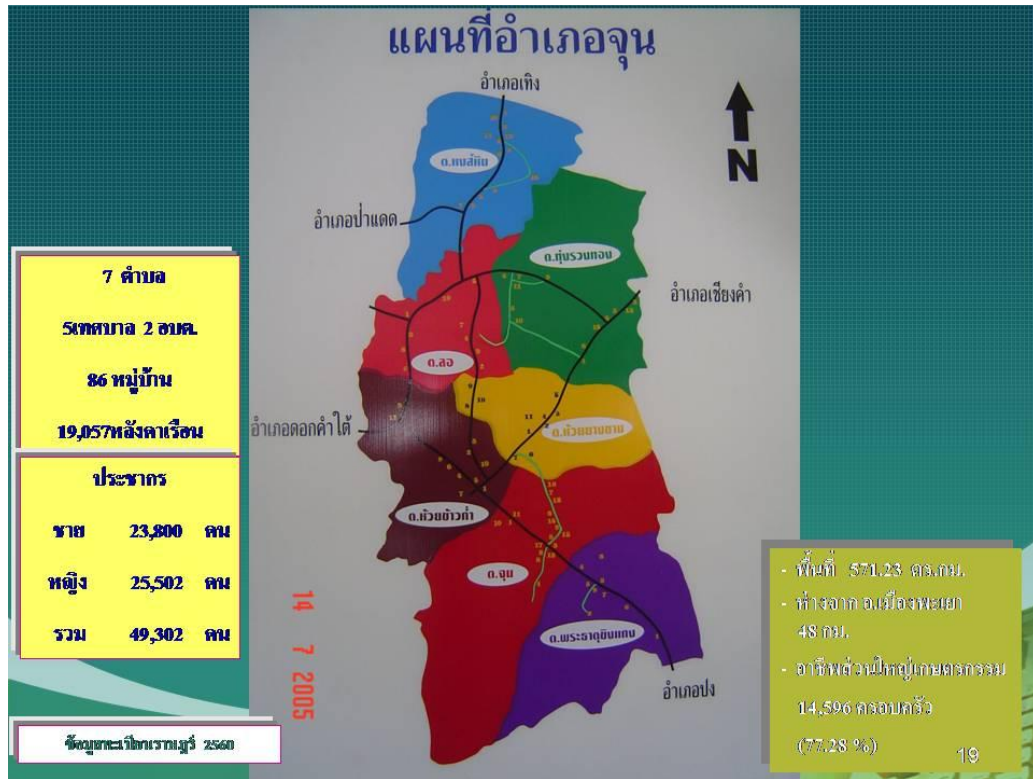 แผนที่อำเภอจุน
อำเภอเทิง
N
ต.หงส์หิน
อำเภอป่าแดด
ต.ทุ่งรวงทอง
อำเภอเชียงคำ
ต.ลอ
อำเภอดอกคำใต้
ต.ห้วยยางขาม
ต.ห้วยข้าวก่ำ
ต.จุน
ต.พระธาตุขิงแกง
อำเภอปง
14 7 2005
7 ตำบล
5เทศบาล 2 อบต.
86 หมู่บ้าน
19,057หลังคาเรือน
ประชากร
ชาย 23,800 คน
หญิง 25,502 คน
รวม 49,302 คน
ข้อมูลทะเบียนราษฎร์ 2560
- พื้นที่ 571.23 ตร.กม.
- ห่างจาก อ.เมืองพะเยา
48 กม.
- อาชีพส่วนใหญ่เกษตรกรรม
14,596 ครอบครัว
(77.28 %)
19